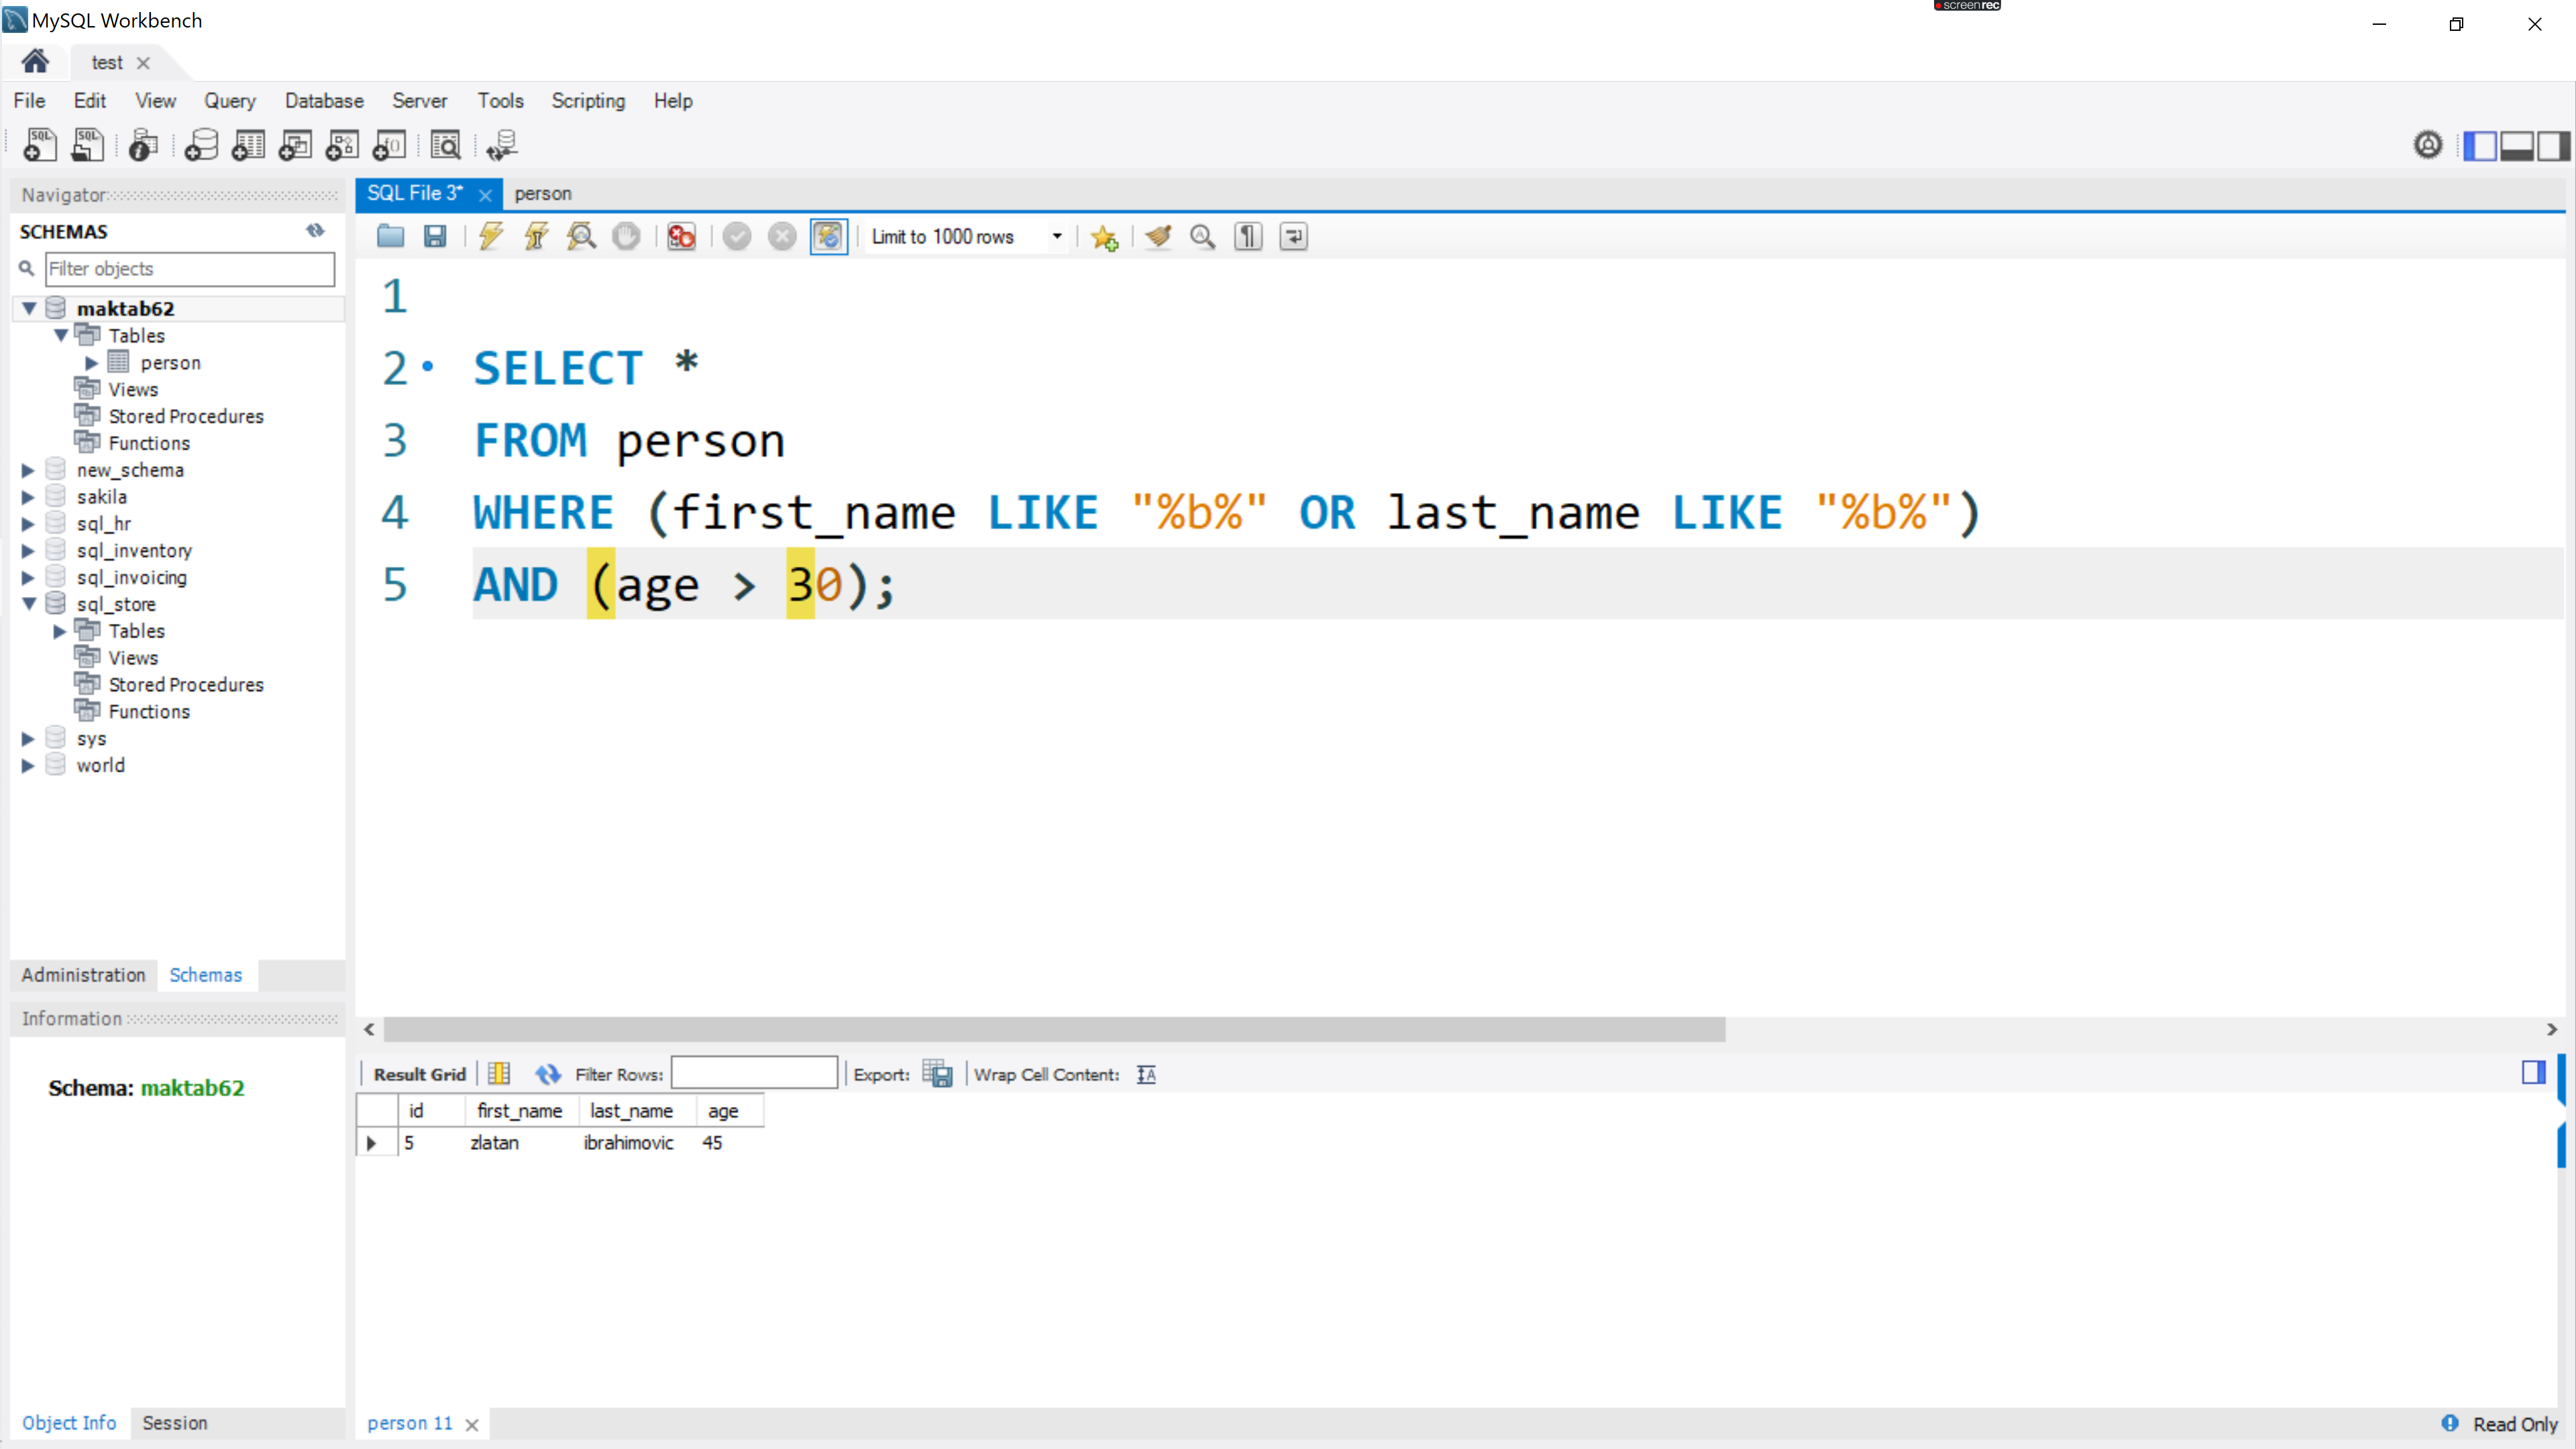 screenrec
MySQL Workbench
test
File Edit View Query Database Server Tools Scripting Help
Navigator
SCHEMAS
Filter objects
maktab62
Tables
person
Views
Stored Procedures
Functions
new_schema
sakila
sql_hr
sql_inventory
sql_invoicing
sql_store
Tables
Views
Stored Procedures
Functions
sys
world
Administration Schemas
Information
Schema: maktab62
Object Info Session
SQL File 3* person
Limit to 1000 rows
1
2 SELECT *
3 FROM person
4 WHERE (first_name LIKE "%b%" OR last_name LIKE "%b%")
5 AND (age > 30);
Result Grid Filter Rows: Export: Wrap Cell Content:
id first_name last_name age
5 zlatan ibrahimovic 45
person 11
Read Only